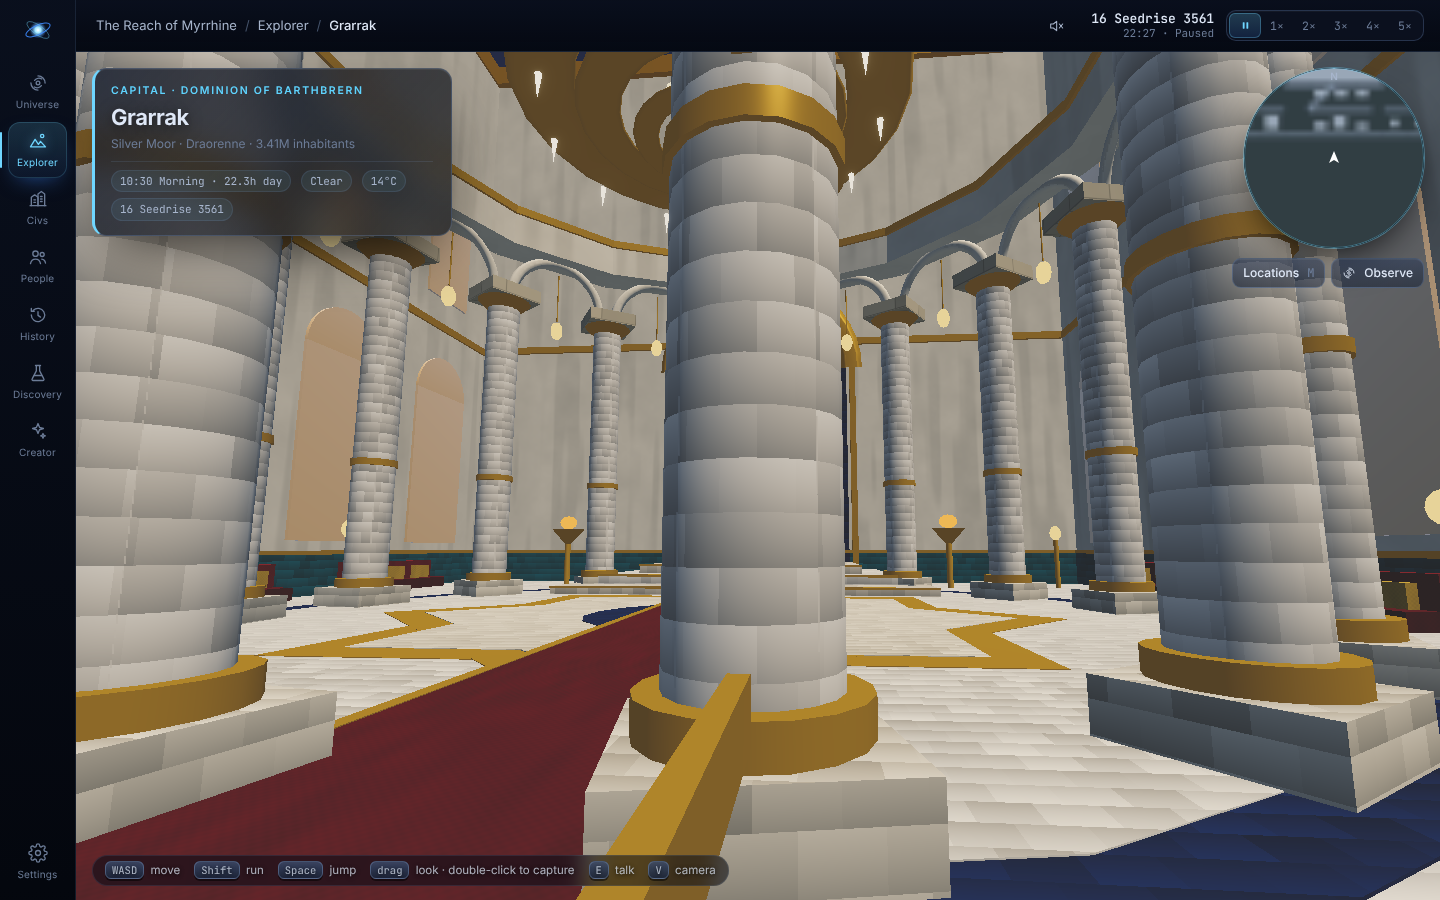 The Reach of Myrrhine / Explorer / Grarrak
16 Seedrise 3561
22:27 · Paused
1×
2×
3×
4×
5×
Universe
Explorer
Civs
People
History
Discovery
Creator
Settings
CAPITAL · DOMINION OF BARTHBRERN
Grarrak
Silver Moor · Draorenne · 3.41M inhabitants
10:30 Morning · 22.3h day
Clear
14°C
16 Seedrise 3561
N
Locations M
Observe
WASD move Shift run Space jump drag look · double-click to capture E talk V camera